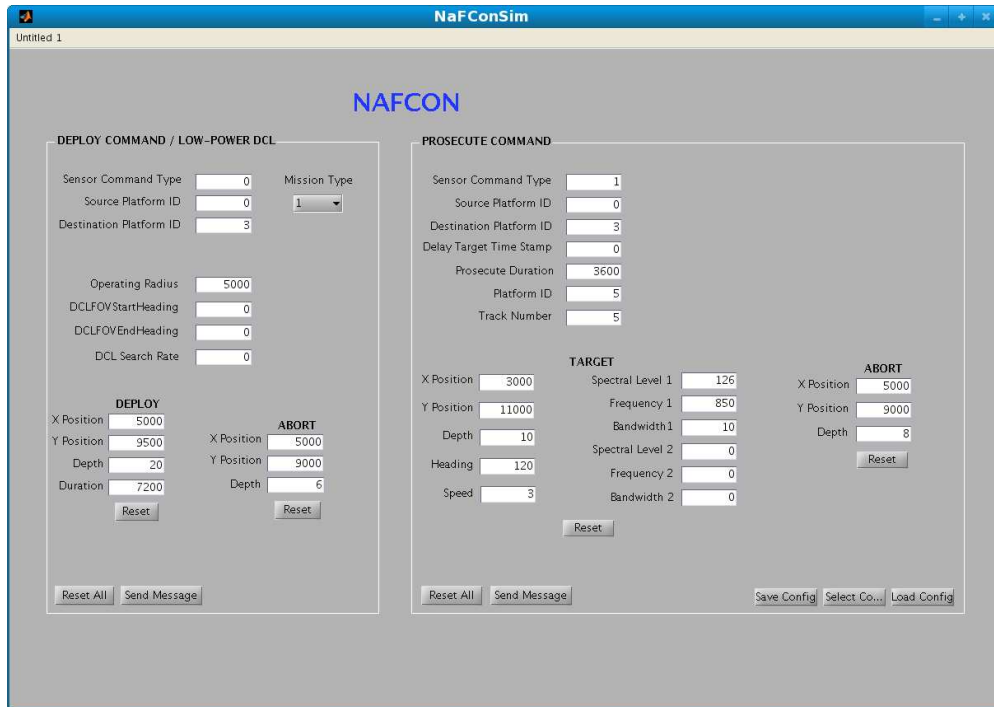 NaFConSim
Untitled 1
NAFCON
DEPLOY COMMAND / LOW-POWER DCL
Sensor Command Type 0 Mission Type
Source Platform ID 0 1
Destination Platform ID 3
Operating Radius 5000
DCLFOVStartHeading 0
DCLFOVEndHeading 0
DCL Search Rate 0
DEPLOY
X Position 5000
Y Position 9500
Depth 20
Duration 7200
Reset
ABORT
X Position 5000
Y Position 9000
Depth 6
Reset
Reset All Send Message
PROSECUTE COMMAND
Sensor Command Type 1
Source Platform ID 0
Destination Platform ID 3
Delay Target Time Stamp 0
Prosecute Duration 3600
Platform ID 5
Track Number 5
TARGET
X Position 3000
Y Position 11000
Depth 10
Heading 120
Speed 3
Spectral Level 1 126
Frequency 1 850
Bandwidth1 10
Spectral Level 2 0
Frequency 2 0
Bandwidth 2 0
Reset
ABORT
X Position 5000
Y Position 9000
Depth 8
Reset
Reset All Send Message
Save Config Select Co... Load Config